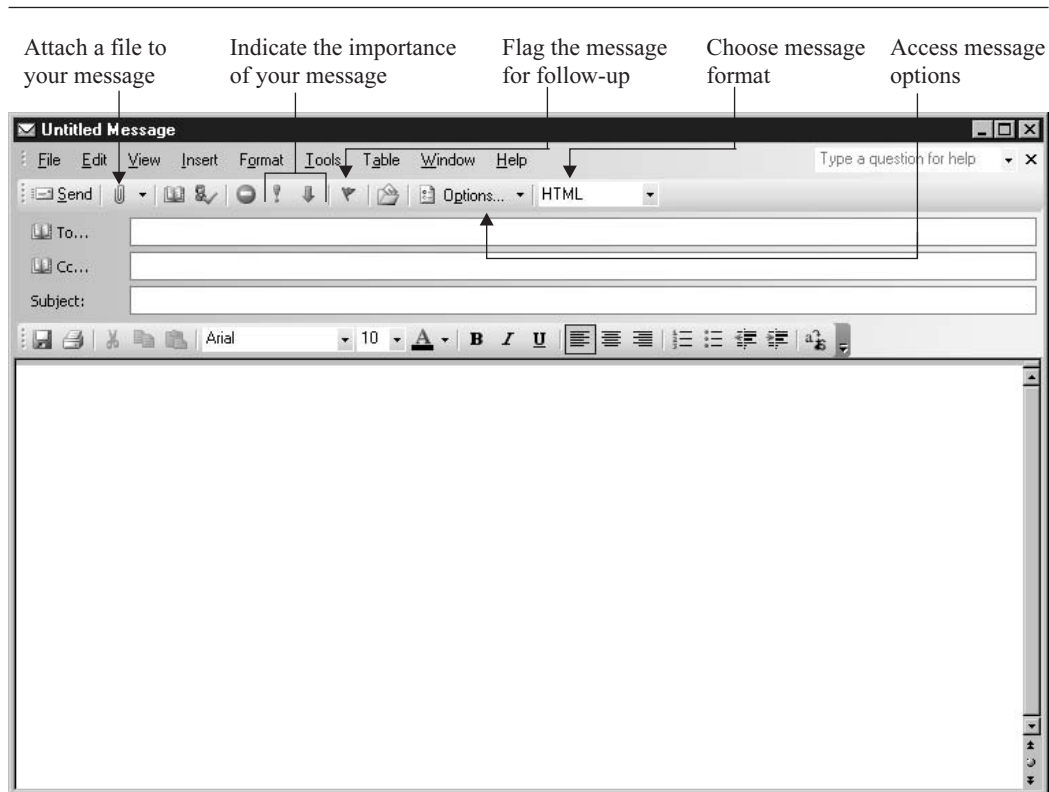 Attach a file to your message
Indicate the importance of your message
Flag the message for follow-up
Choose message format
Access message options
Untitled Message
File Edit View Insert Format Tools Table Window Help Type a question for help
Send Options... HTML
To...
Cc...
Subject:
Arial 10 A B I U